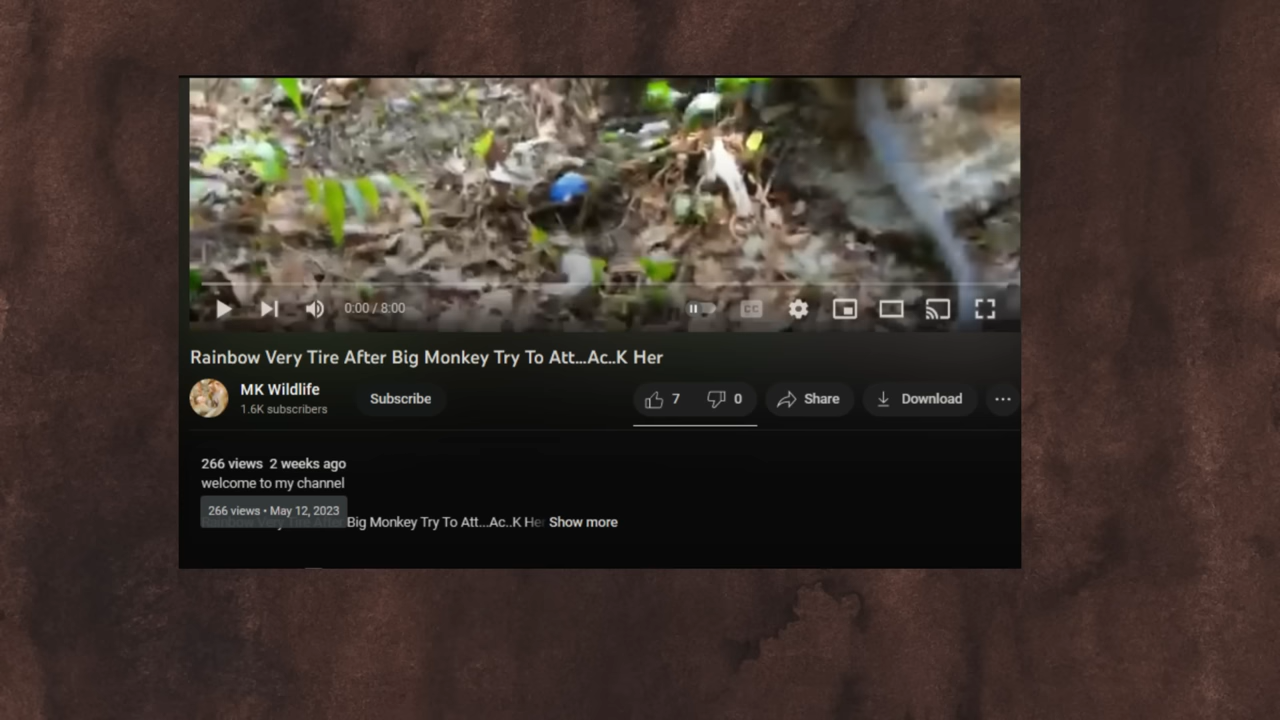 0:00 / 8:00
CC
Rainbow Very Tire After Big Monkey Try To Att...Ac..K Her
MK Wildlife
1.6K subscribers
Subscribe
7
0
Share
Download
266 views 2 weeks ago
welcome to my channel
266 views • May 12, 2023
Big Monkey Try To Att...Ac..K Her Show more